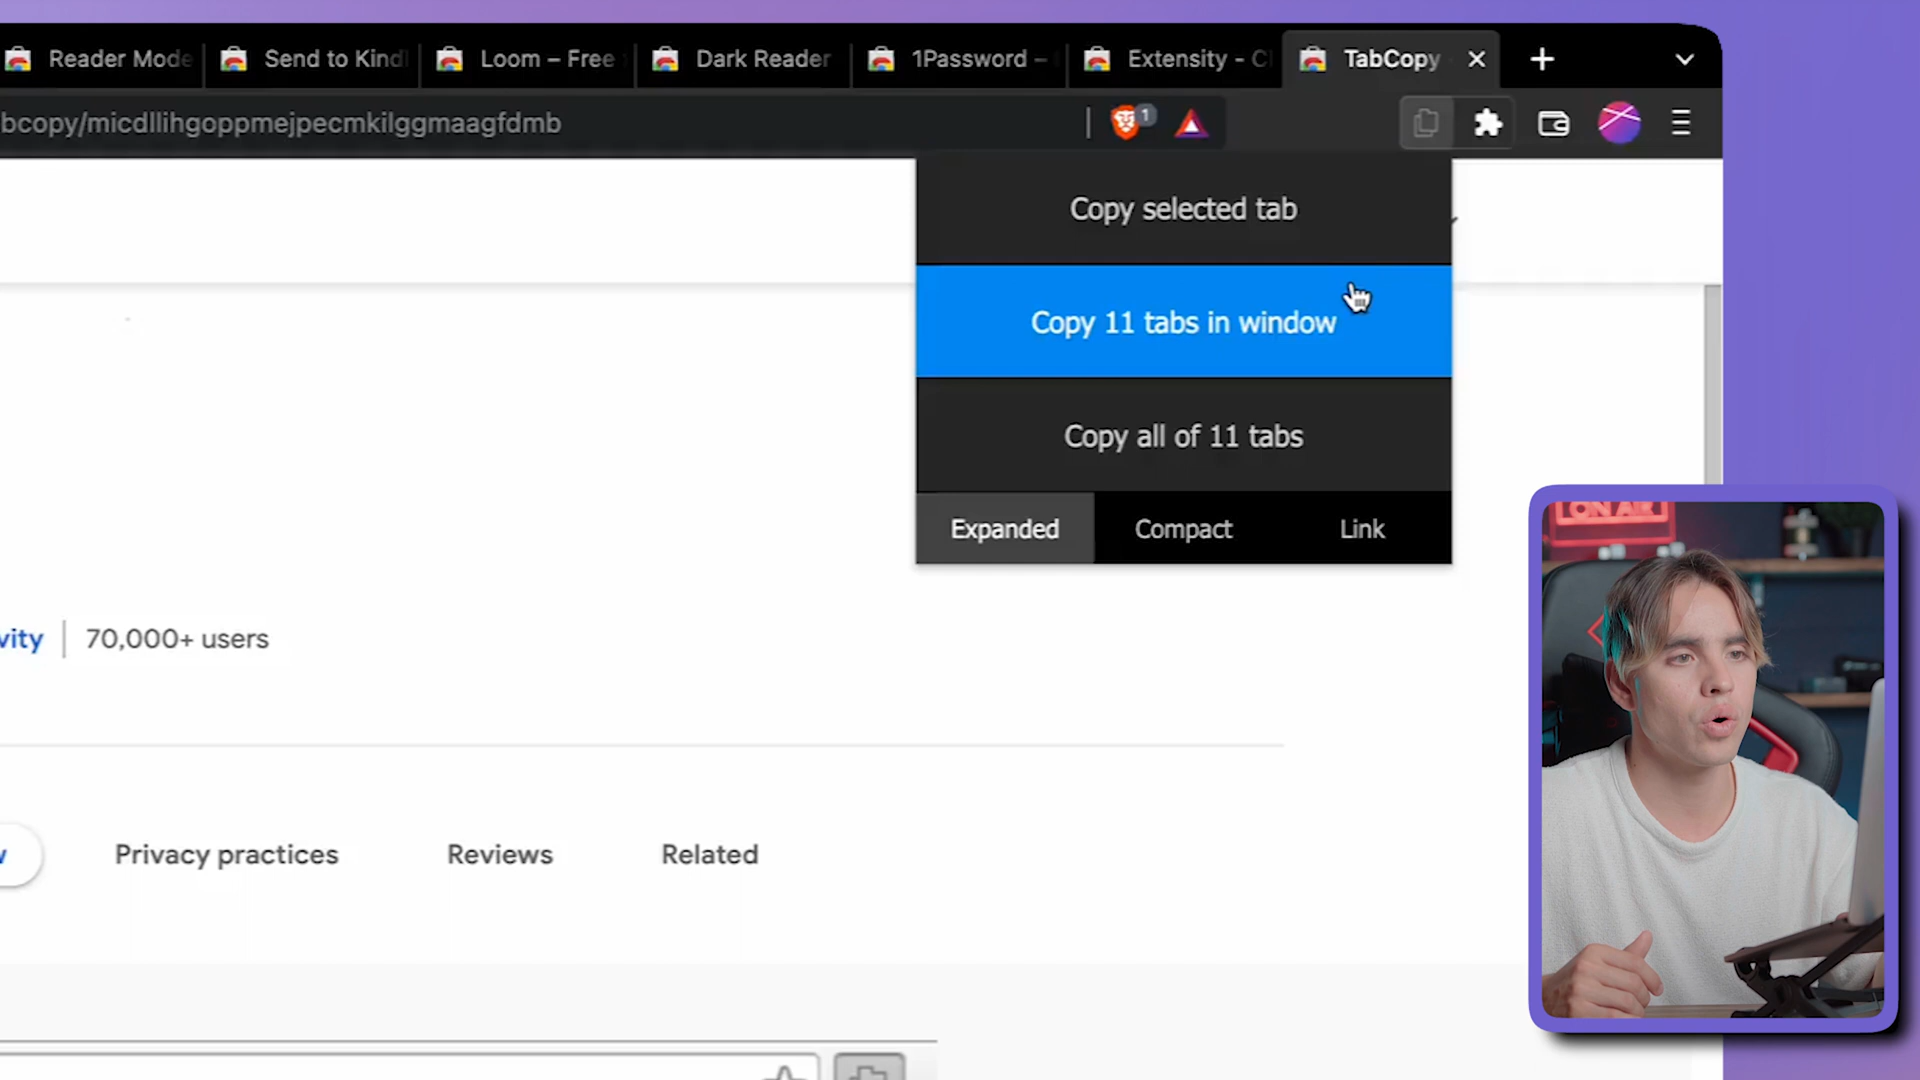 Reader Mode
Send to Kindl
Loom – Free
Dark Reader
1Password –
Extensity - C
TabCopy
bcopy/micdllihgoppmejpecmkilggmaagfdmb
1
Copy selected tab
Copy 11 tabs in window
Copy all of 11 tabs
Expanded
Compact
Link
ON AIR
vity
70,000+ users
w
Privacy practices
Reviews
Related